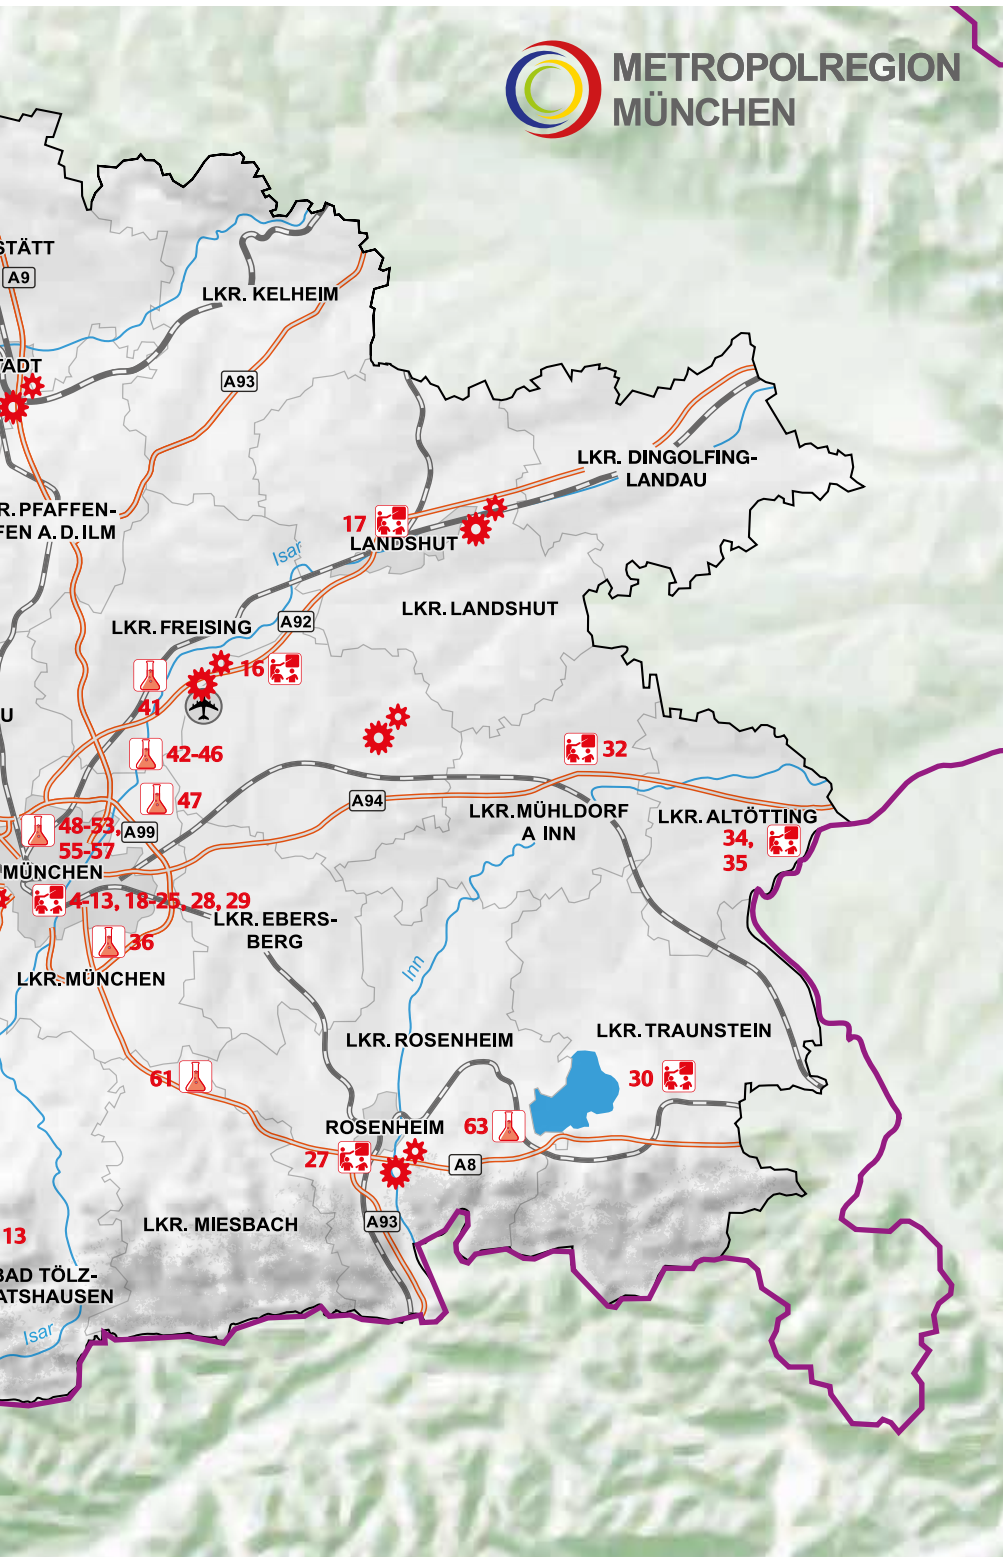 METROPOLREGION
MÜNCHEN
STÄTT
A9
LKR. KELHEIM
TADT
A93
LKR. DINGOLFING-
LANDAU
R. PFAFFEN-
FEN A. D. ILM
17
LANDSHUT
Isar
LKR. LANDSHUT
LKR. FREISING
A92
16
41
U
42-46
32
47
A94
LKR. MÜHLDORF
A INN
LKR. ALTÖTTING
48-53,
55-57
A99
34,
35
MÜNCHEN
4-13, 18-25, 28, 29
LKR. EBERS-
BERG
36
LKR. MÜNCHEN
Inn
LKR. ROSENHEIM
LKR. TRAUNSTEIN
61
30
ROSENHEIM
63
27
A8
LKR. MIESBACH
A93
13
BAD TÖLZ-
ATSHAUSEN
Isar